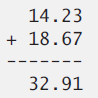 14.23
+ 18.67
-------
  32.91